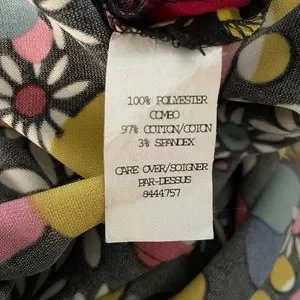 100% POLYESTER
COMBO
97% COTTON/COTON
3% SPANDEX
CARE OVER/SOIGNER
PAR-DESSUS
8444757